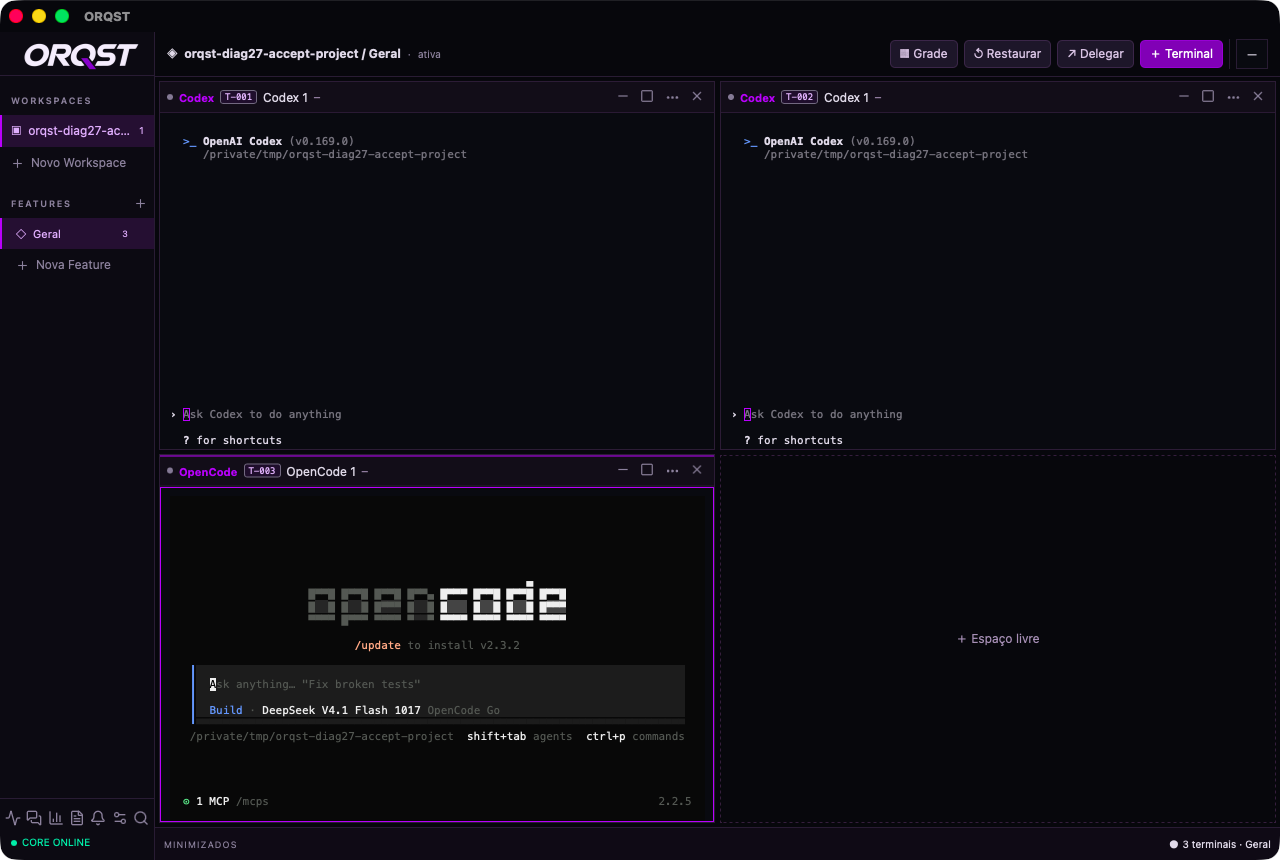 ORQST
ORQST
◈ orqst-diag27-accept-project / Geral · ativa
Grade
Restaurar
Delegar
+ Terminal
WORKSPACES
orqst-diag27-ac... 1
+ Novo Workspace
FEATURES +
Geral 3
+ Nova Feature
Codex T-001 Codex 1 –
>_ OpenAI Codex (v0.169.0)
/private/tmp/orqst-diag27-accept-project
› Ask Codex to do anything
? for shortcuts
Codex T-002 Codex 1 –
>_ OpenAI Codex (v0.169.0)
/private/tmp/orqst-diag27-accept-project
› Ask Codex to do anything
? for shortcuts
OpenCode T-003 OpenCode 1 –
opencode
/update to install v2.3.2
Ask anything… "Fix broken tests"
Build · DeepSeek V4.1 Flash 1017 OpenCode Go
/private/tmp/orqst-diag27-accept-project shift+tab agents ctrl+p commands
1 MCP /mcps 2.2.5
+ Espaço livre
CORE ONLINE
MINIMIZADOS
3 terminais · Geral